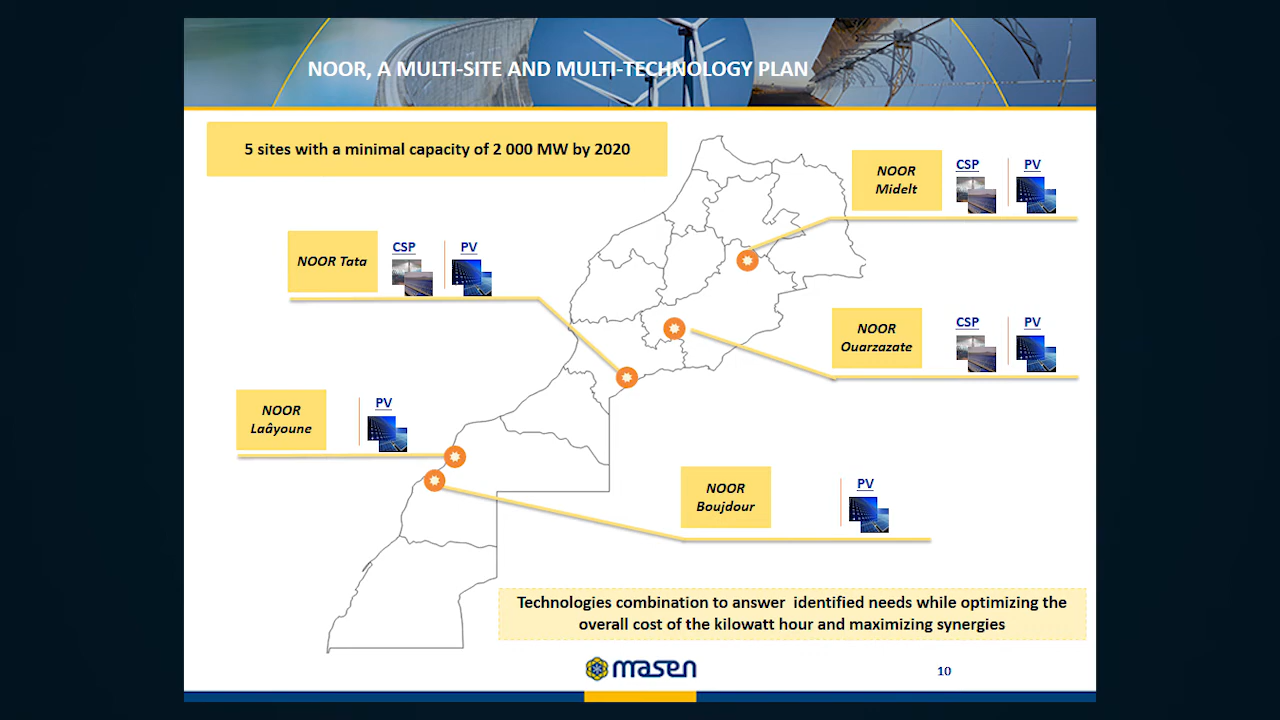 NOOR, A MULTI-SITE AND MULTI-TECHNOLOGY PLAN
5 sites with a minimal capacity of 2 000 MW by 2020
NOOR
Midelt
CSP
PV
NOOR Tata
CSP
PV
NOOR
Ouarzazate
CSP
PV
NOOR
Laâyoune
PV
NOOR
Boujdour
PV
Technologies combination to answer identified needs while optimizing the
overall cost of the kilowatt hour and maximizing synergies
masen
10